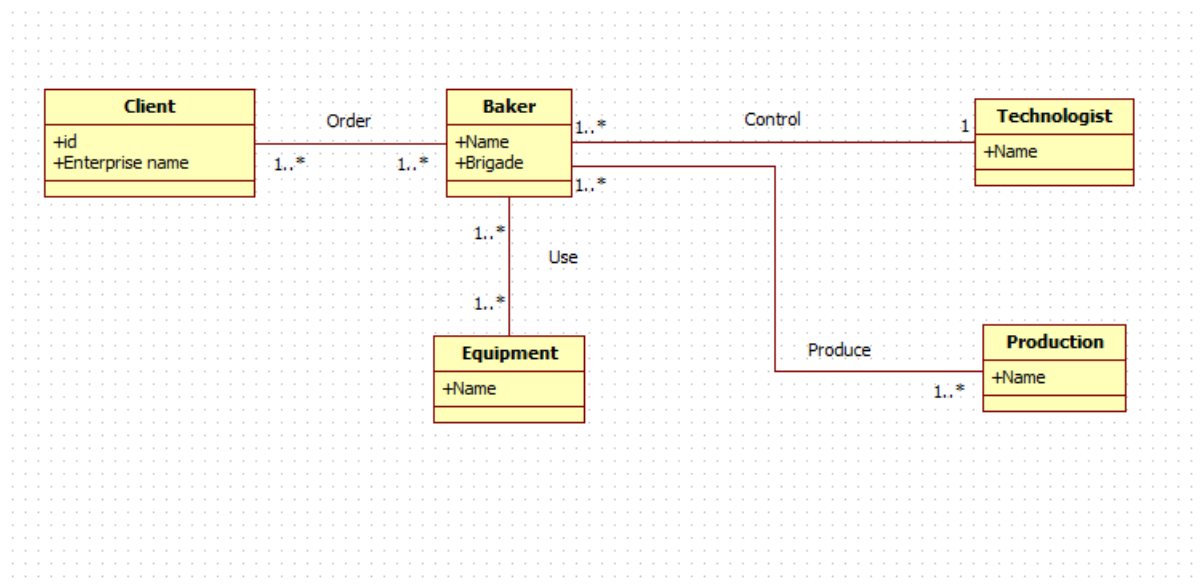 Client
+id
+Enterprise name
Order
1..*
1..*
Baker
+Name
+Brigade
1..*
Control
1
Technologist
+Name
1..*
1..*
Use
1..*
Equipment
+Name
Produce
1..*
Production
+Name